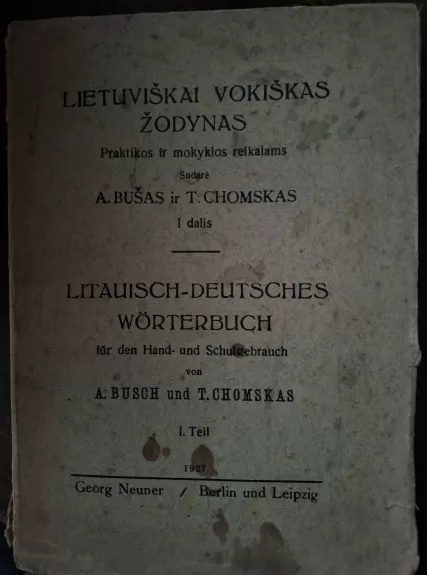 LIETUVIŠKAI VOKIŠKAS
ŽODYNAS
Praktikos ir mokyklos reikalams
Sudarė
A. BUŠAS ir T. CHOMSKAS
I dalis
LITAUISCH-DEUTSCHES
WÖRTERBUCH
für den Hand- und Schulgebrauch
von
A. BUSCH und T. CHOMSKAS
I. Teil
1927
Georg Neuner / Berlin und Leipzig